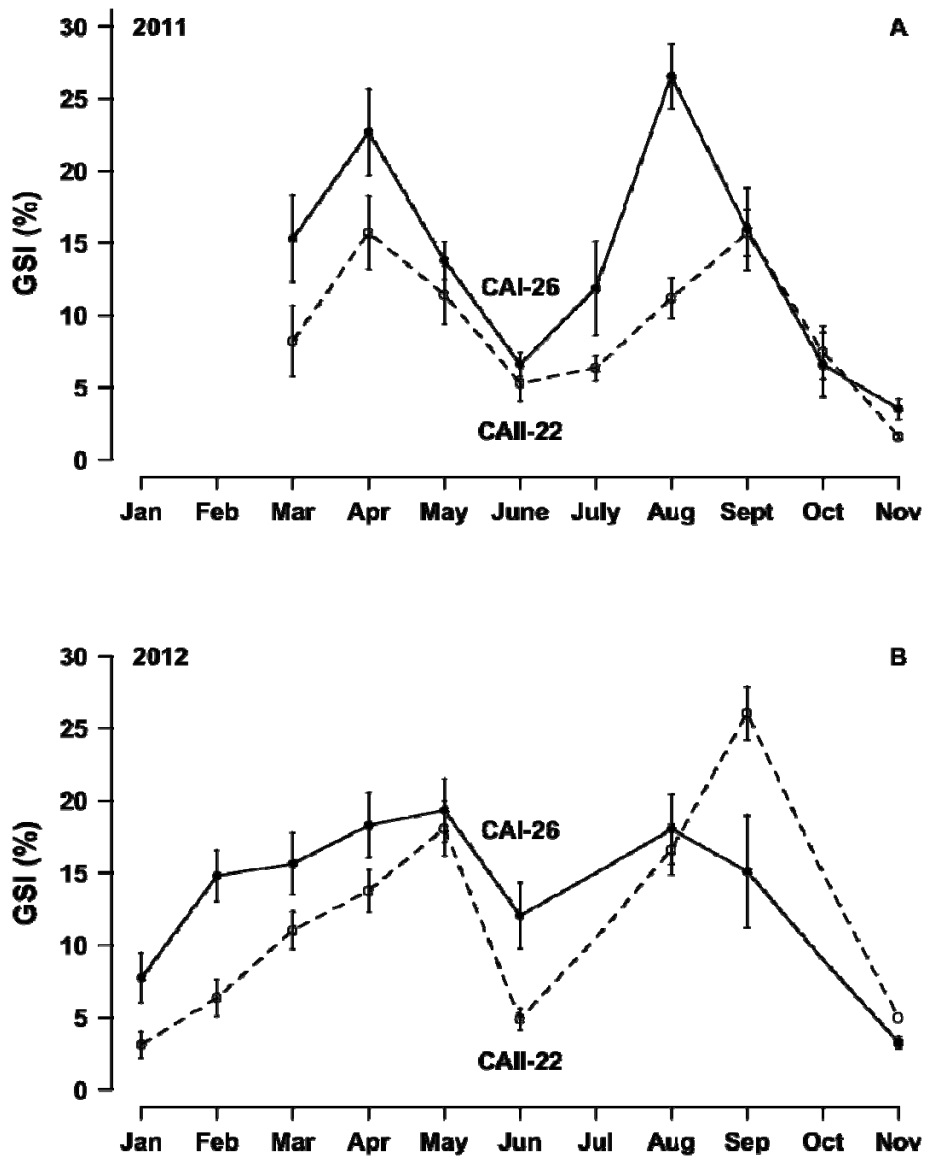 30 2011 A
25
20
15
10
5
0
GSI (%)
CAI-26
CAII-22
Jan Feb Mar Apr May June July Aug Sept Oct Nov
30 2012 B
25
20
15
10
5
0
GSI (%)
CAI-26
CAII-22
Jan Feb Mar Apr May Jun Jul Aug Sep Oct Nov